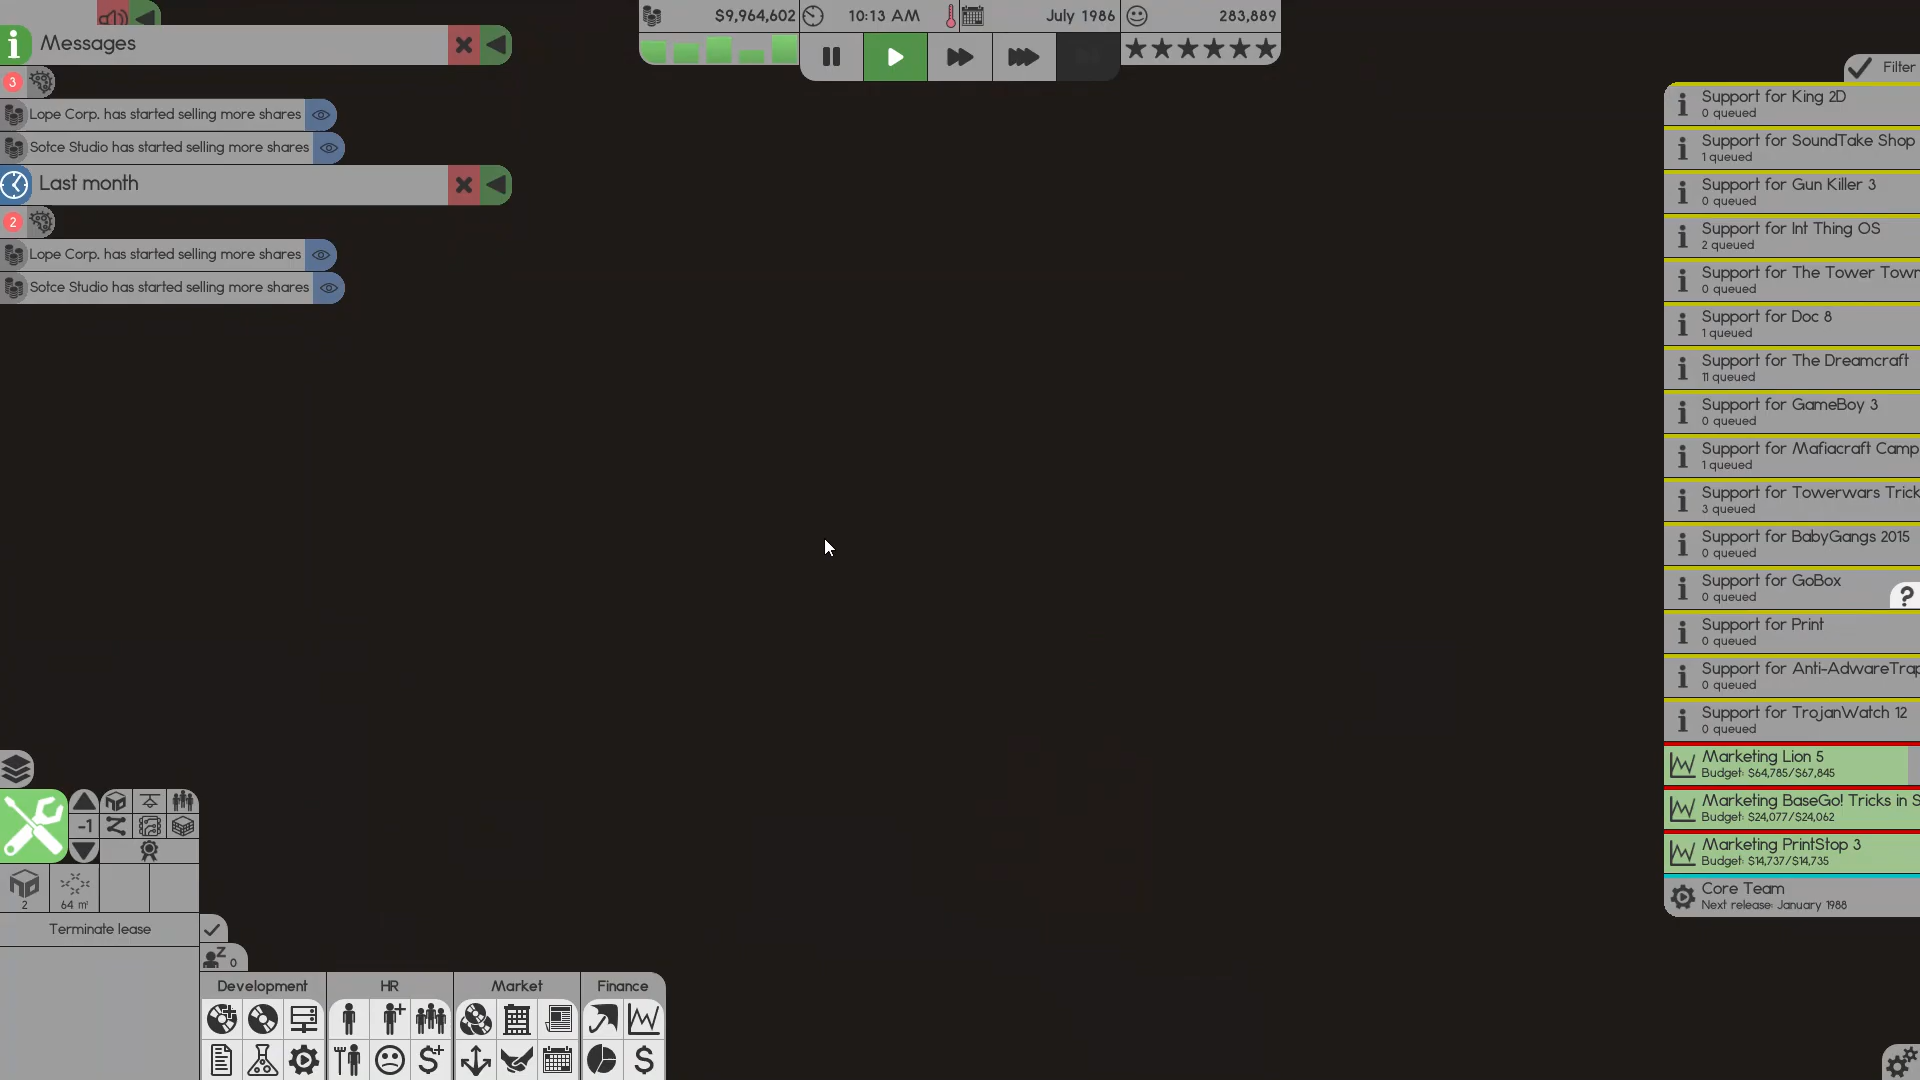 $9,964,602
10:13 AM
July 1986
283,889
Messages
3
Lope Corp. has started selling more shares
Sotce Studio has started selling more shares
Last month
2
Lope Corp. has started selling more shares
Sotce Studio has started selling more shares
Filter
Support for King 2D
0 queued
Support for SoundTake Shop
1 queued
Support for Gun Killer 3
0 queued
Support for Int Thing OS
2 queued
Support for The Tower Town
0 queued
Support for Doc 8
1 queued
Support for The Dreamcraft
11 queued
Support for GameBoy 3
0 queued
Support for Mafiacraft Camp
1 queued
Support for Towerwars Trick
3 queued
Support for BabyGangs 2015
0 queued
Support for GoBox
0 queued
?
Support for Print
0 queued
Support for Anti-AdwareTrap
0 queued
Support for TrojanWatch 12
0 queued
Marketing Lion 5
Budget: $64,785/$67,845
Marketing BaseGo! Tricks in S
Budget: $24,077/$24,062
Marketing PrintStop 3
Budget: $14,737/$14,735
Core Team
Next release: January 1988
-1
2
64 m²
Terminate lease
Z
0
Development
HR
Market
Finance